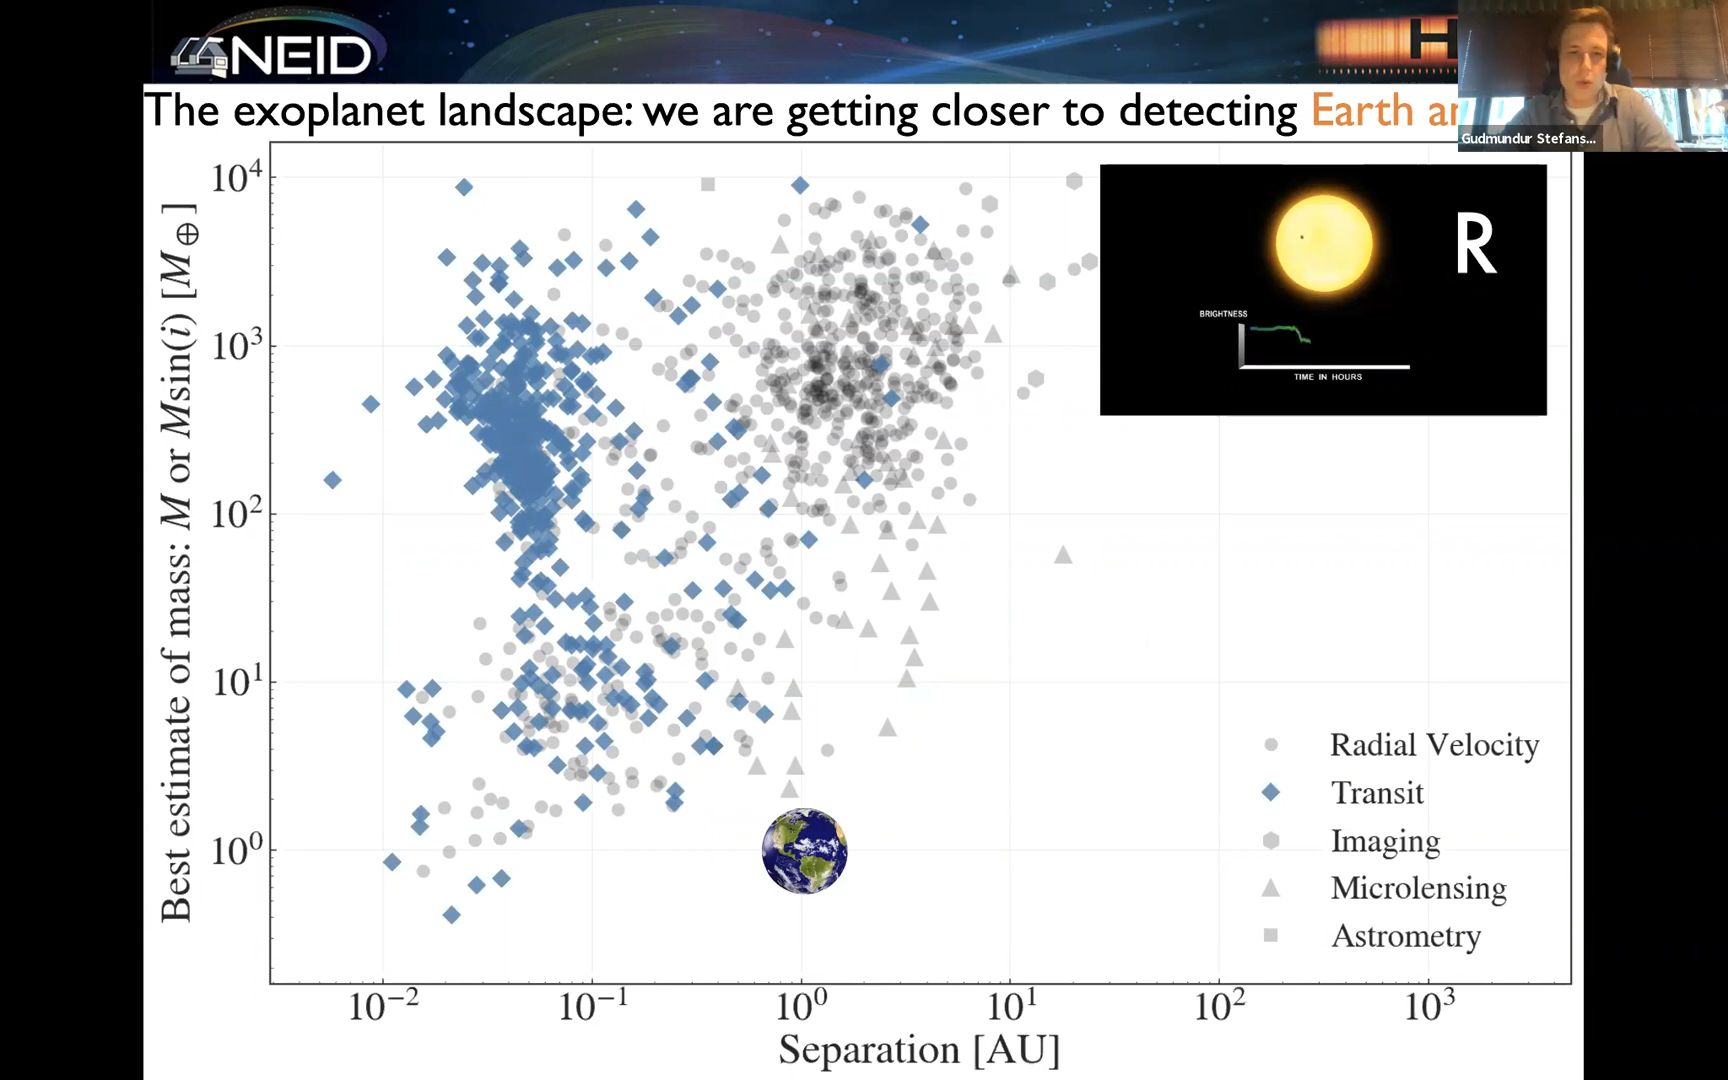 NEID
H
The exoplanet landscape: we are getting closer to detecting Earth an
Gudmundur Stefans...
Best estimate of mass: M or Msin(i) [M⊕]
10⁴
10³
10²
10¹
10⁰
R
BRIGHTNESS
TIME IN HOURS
Radial Velocity
Transit
Imaging
Microlensing
Astrometry
10⁻²
10⁻¹
10⁰
10¹
10²
10³
Separation [AU]